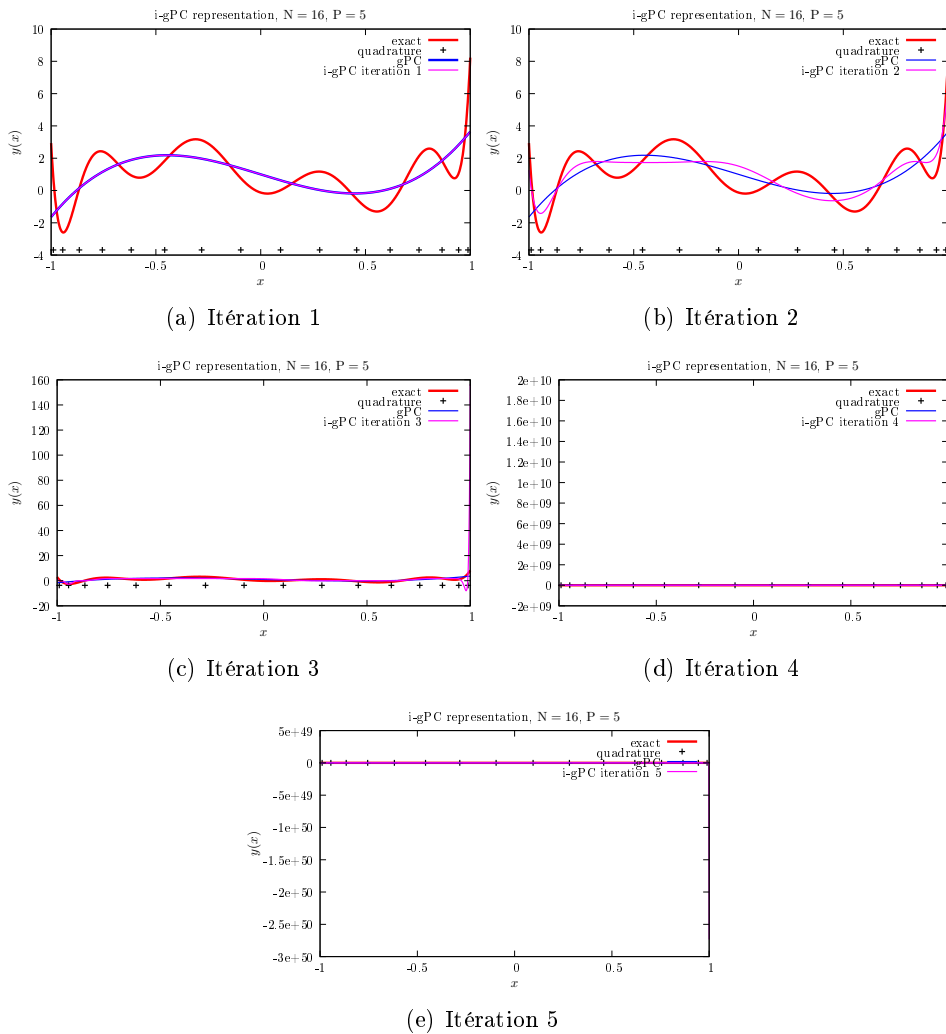 i-gPC representation, N = 16, P = 5
exact
quadrature
gPC
i-gPC iteration 1
y(x)
10
8
6
4
2
0
-2
-4
-1
-0.5
0
0.5
1
x
(a) Itération 1
i-gPC representation, N = 16, P = 5
exact
quadrature
gPC
i-gPC iteration 2
y(x)
10
8
6
4
2
0
-2
-4
-1
-0.5
0
0.5
1
x
(b) Itération 2
i-gPC representation, N = 16, P = 5
exact
quadrature
gPC
i-gPC iteration 3
y(x)
160
140
120
100
80
60
40
20
0
-20
-1
-0.5
0
0.5
1
x
(c) Itération 3
i-gPC representation, N = 16, P = 5
exact
quadrature
gPC
i-gPC iteration 4
y(x)
2e+10
1.8e+10
1.6e+10
1.4e+10
1.2e+10
1e+10
8e+09
6e+09
4e+09
2e+09
0
-2e+09
-1
-0.5
0
0.5
1
x
(d) Itération 4
i-gPC representation, N = 16, P = 5
exact
quadrature
gPC
i-gPC iteration 5
y(x)
5e+49
0
-5e+49
-1e+50
-1.5e+50
-2e+50
-2.5e+50
-3e+50
-1
-0.5
0
0.5
1
x
(e) Itération 5